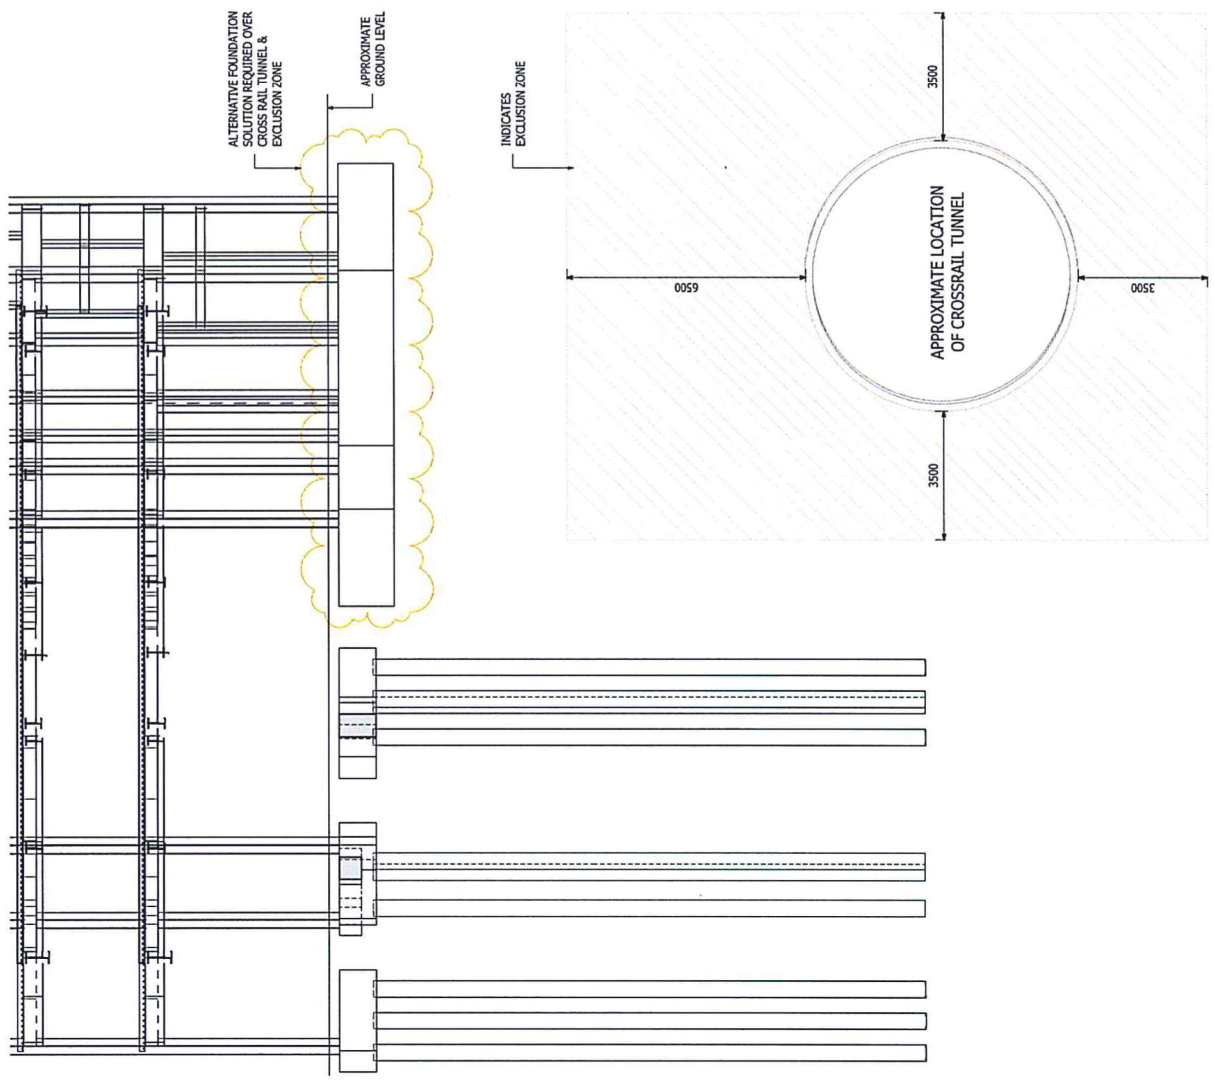 ALTERNATIVE FOUNDATION
SOLUTION REQUIRED OVER
CROSS RAIL TUNNEL &
EXCLUSION ZONE
APPROXIMATE
GROUND LEVEL
INDICATES
EXCLUSION ZONE
3500
6500
APPROXIMATE LOCATION
OF CROSSRAIL TUNNEL
3500
3500